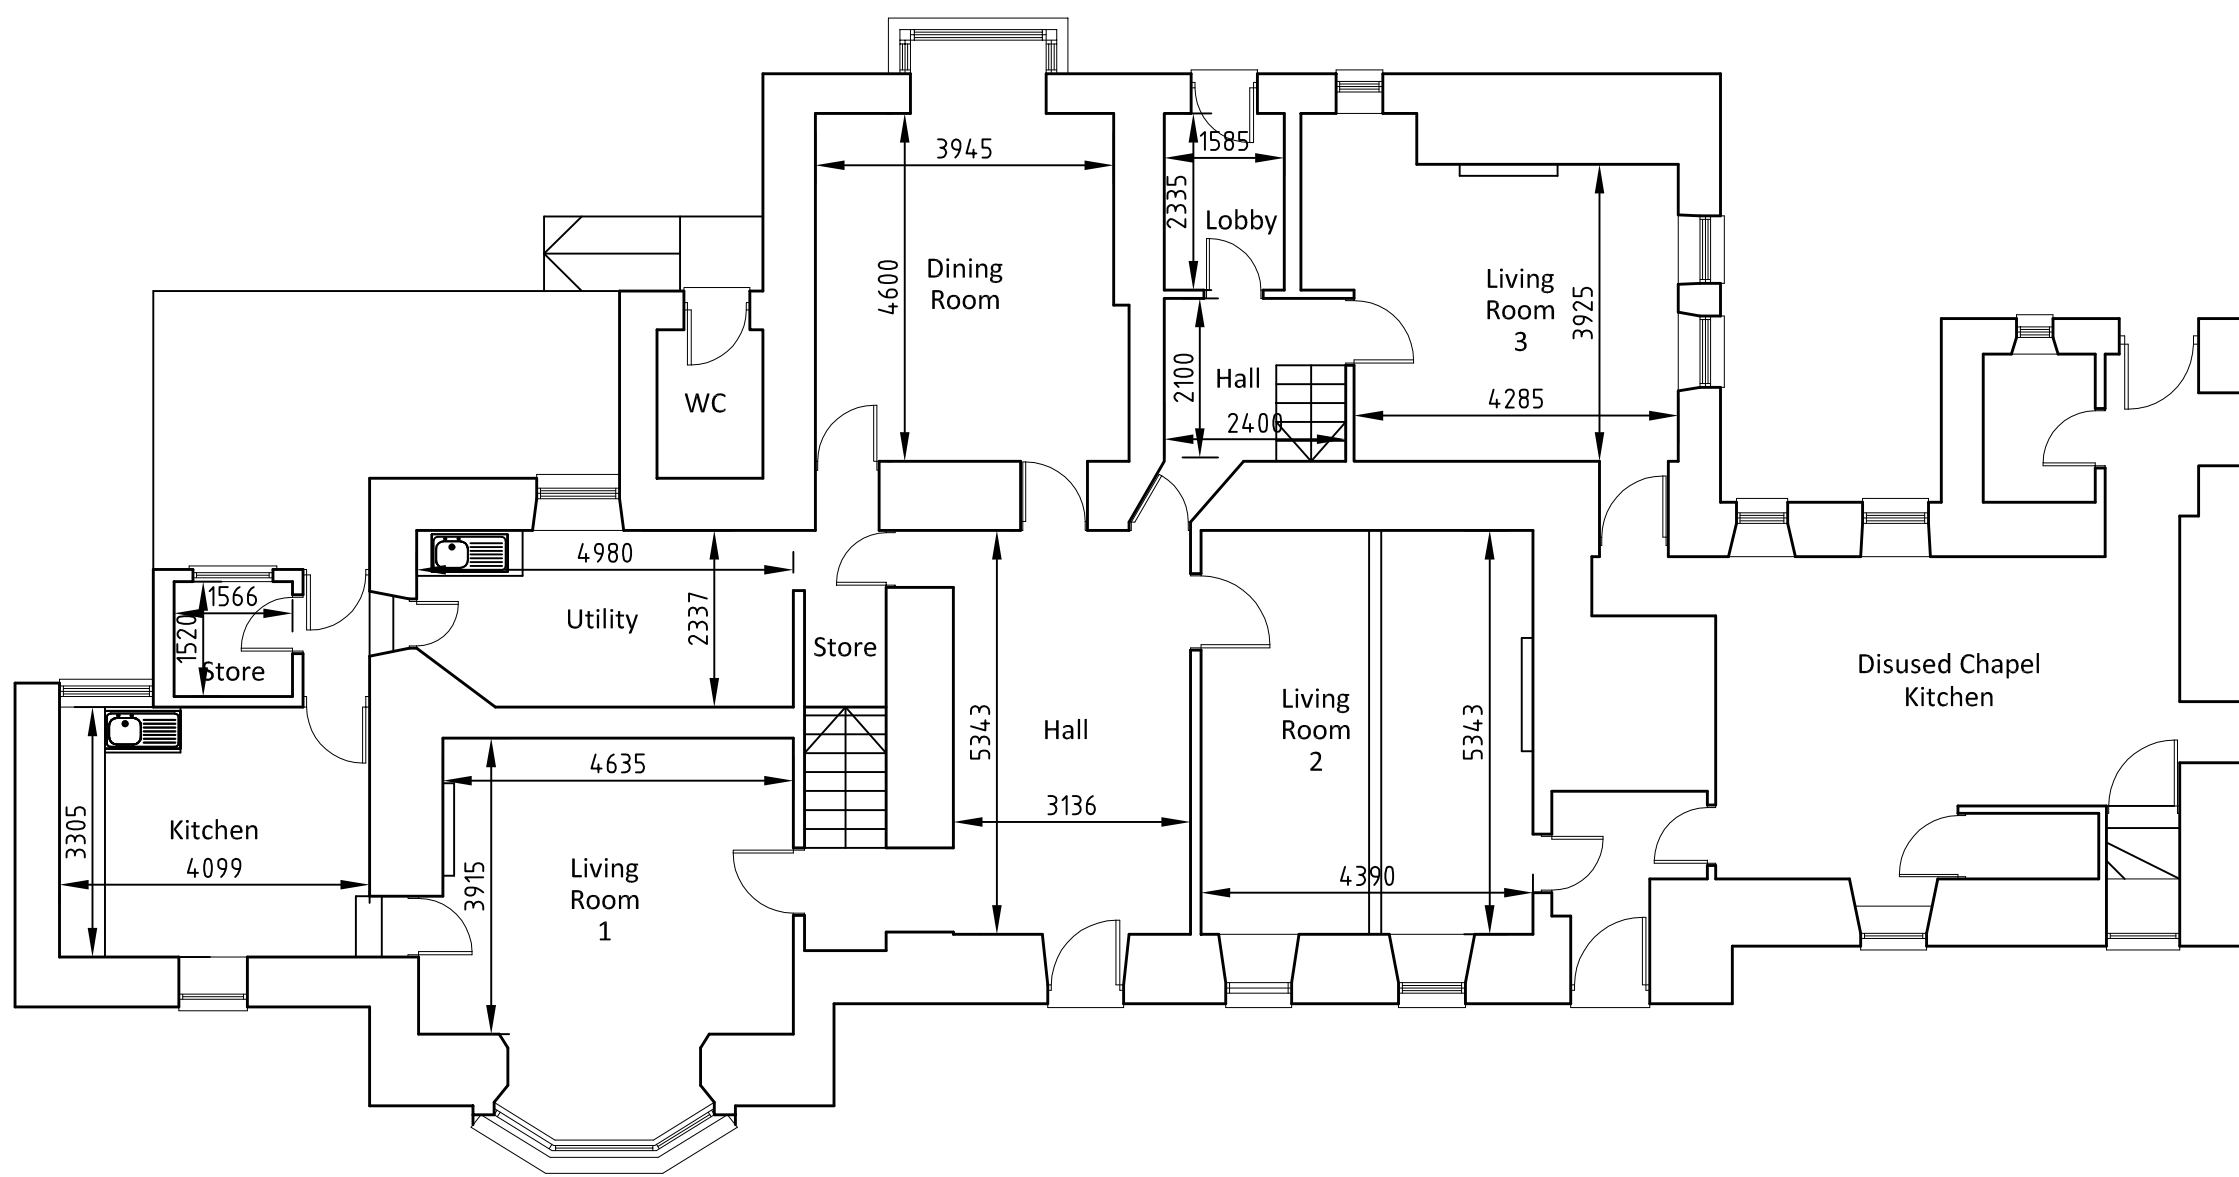 3945
1585
2335
Lobby
4600
Dining
Room
Living
Room
3
3925
2100
Hall
2400
4285
WC
4980
2337
Utility
1566
1520
Store
Store
Disused Chapel
Kitchen
5343
Hall
3136
Living
Room
2
5343
4390
4635
3915
Living
Room
1
3305
Kitchen
4099